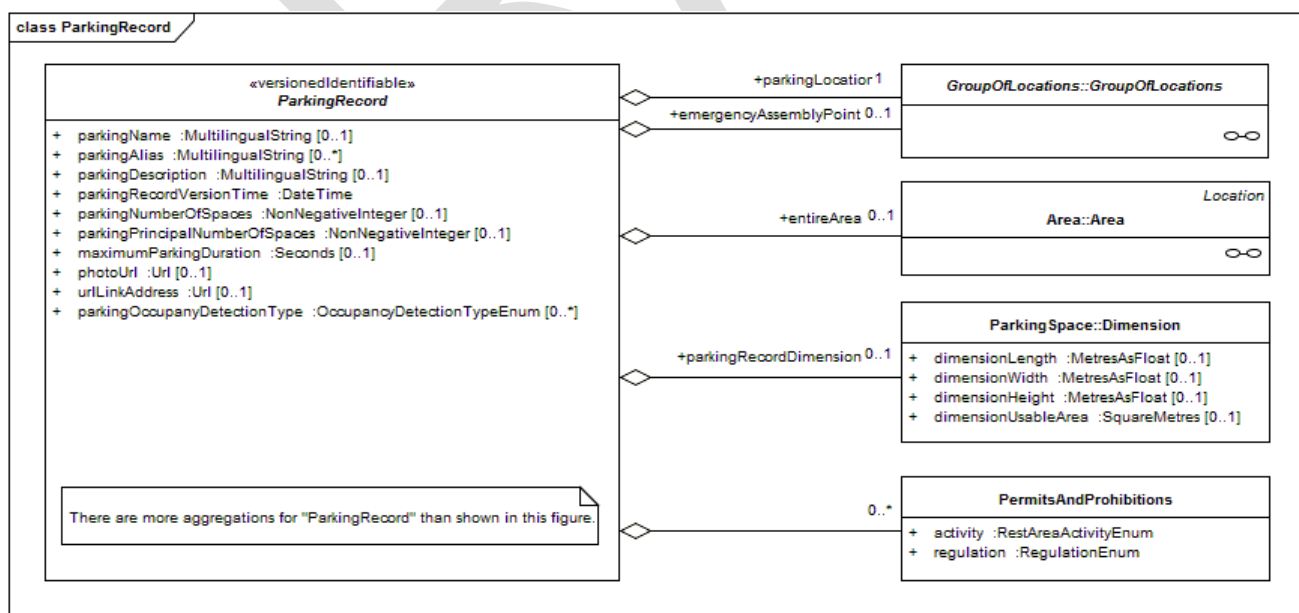 class ParkingRecord
«versionedIdentifiable»
ParkingRecord
+ parkingName :MultilingualString [0..1]
+ parkingAlias :MultilingualString [0..*]
+ parkingDescription :MultilingualString [0..1]
+ parkingRecordVersionTime :DateTime
+ parkingNumberOfSpaces :NonNegativeInteger [0..1]
+ parkingPrincipalNumberOfSpaces :NonNegativeInteger [0..1]
+ maximumParkingDuration :Seconds [0..1]
+ photoUrl :Url [0..1]
+ urlLinkAddress :Url [0..1]
+ parkingOccupanyDetectionType :OccupancyDetectionTypeEnum [0..*]
There are more aggregations for "ParkingRecord" than shown in this figure.
+parkingLocation 1
+emergencyAssemblyPoint 0..1
GroupOfLocations::GroupOfLocations
+entireArea 0..1
Location
Area::Area
+parkingRecordDimension 0..1
ParkingSpace::Dimension
+ dimensionLength :MetresAsFloat [0..1]
+ dimensionWidth :MetresAsFloat [0..1]
+ dimensionHeight :MetresAsFloat [0..1]
+ dimensionUsableArea :SquareMetres [0..1]
0..*
PermitsAndProhibitions
+ activity :RestAreaActivityEnum
+ regulation :RegulationEnum